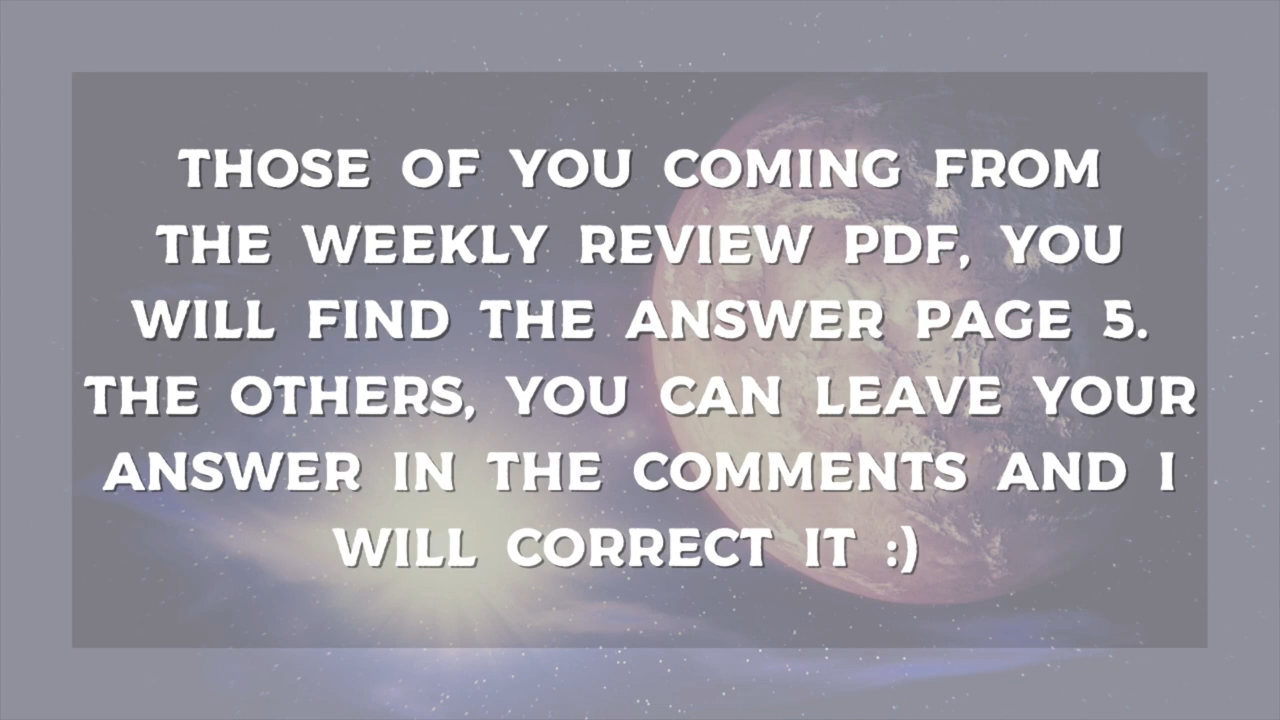 THOSE OF YOU COMING FROM
THE WEEKLY REVIEW PDF, YOU
WILL FIND THE ANSWER PAGE 5.
THE OTHERS, YOU CAN LEAVE YOUR
ANSWER IN THE COMMENTS AND I
WILL CORRECT IT :)